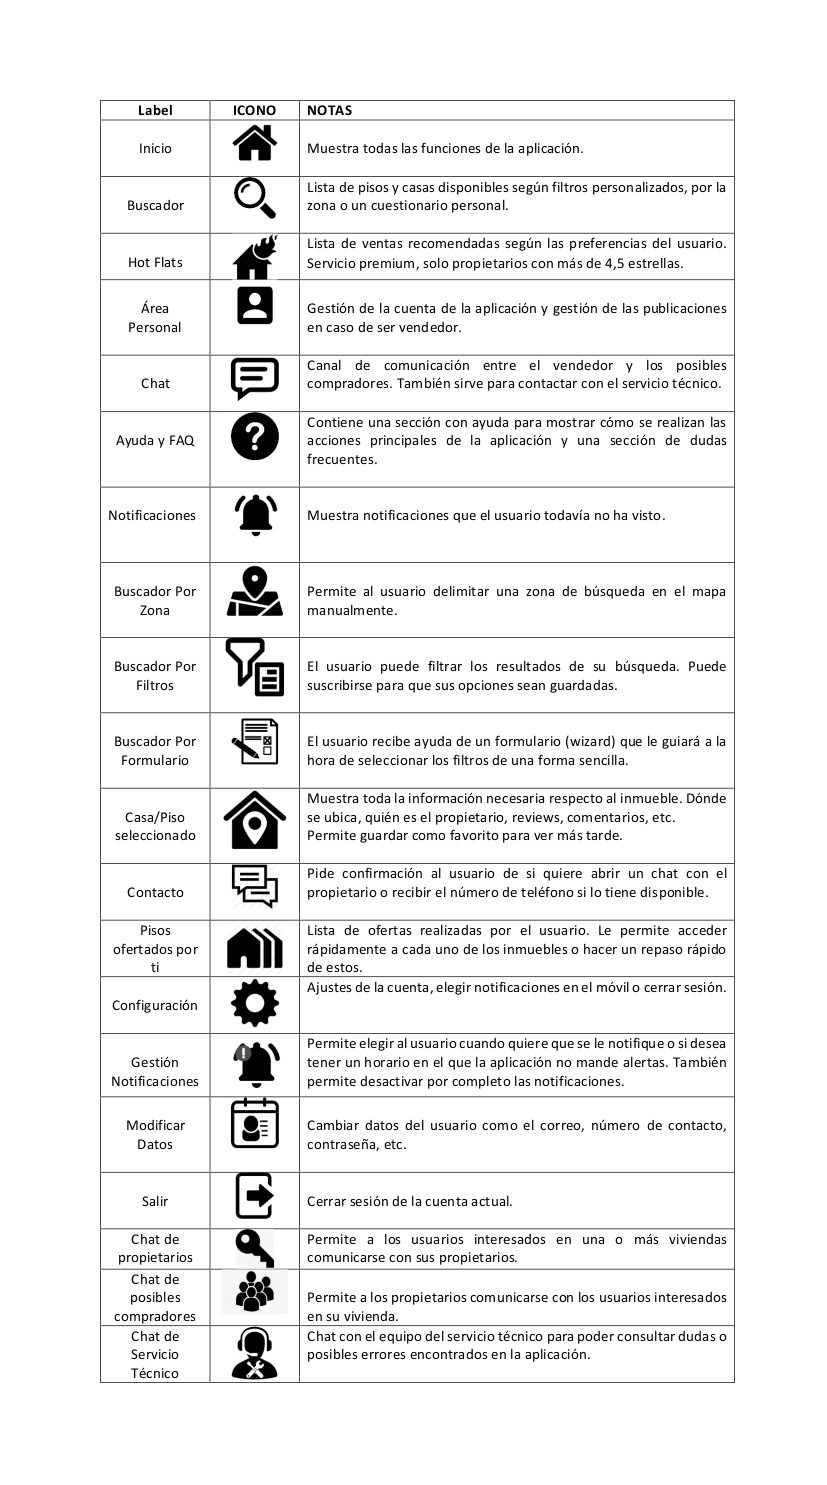 Label ICONO NOTAS
Inicio
Muestra todas las funciones de la aplicación.
Buscador
Lista de pisos y casas disponibles según filtros personalizados, por la
zona o un cuestionario personal.
Hot Flats
Lista de ventas recomendadas según las preferencias del usuario.
Servicio premium, solo propietarios con más de 4,5 estrellas.
Área
Personal
Gestión de la cuenta de la aplicación y gestión de las publicaciones
en caso de ser vendedor.
Chat
Canal de comunicación entre el vendedor y los posibles
compradores. También sirve para contactar con el servicio técnico.
Ayuda y FAQ
?
Contiene una sección con ayuda para mostrar cómo se realizan las
acciones principales de la aplicación y una sección de dudas
frecuentes.
Notificaciones
Muestra notificaciones que el usuario todavía no ha visto.
Buscador Por
Zona
Permite al usuario delimitar una zona de búsqueda en el mapa
manualmente.
Buscador Por
Filtros
El usuario puede filtrar los resultados de su búsqueda. Puede
suscribirse para que sus opciones sean guardadas.
Buscador Por
Formulario
El usuario recibe ayuda de un formulario (wizard) que le guiará a la
hora de seleccionar los filtros de una forma sencilla.
Casa/Piso
seleccionado
Muestra toda la información necesaria respecto al inmueble. Dónde
se ubica, quién es el propietario, reviews, comentarios, etc.
Permite guardar como favorito para ver más tarde.
Contacto
Pide confirmación al usuario de si quiere abrir un chat con el
propietario o recibir el número de teléfono si lo tiene disponible.
Pisos
ofertados por
ti
Lista de ofertas realizadas por el usuario. Le permite acceder
rápidamente a cada uno de los inmuebles o hacer un repaso rápido
de estos.
Configuración
Ajustes de la cuenta, elegir notificaciones en el móvil o cerrar sesión.
Gestión
Notificaciones
!
Permite elegir al usuario cuando quiere que se le notifique o si desea
tener un horario en el que la aplicación no mande alertas. También
permite desactivar por completo las notificaciones.
Modificar
Datos
Cambiar datos del usuario como el correo, número de contacto,
contraseña, etc.
Salir
Cerrar sesión de la cuenta actual.
Chat de
propietarios
Permite a los usuarios interesados en una o más viviendas
comunicarse con sus propietarios.
Chat de
posibles
compradores
Permite a los propietarios comunicarse con los usuarios interesados
en su vivienda.
Chat de
Servicio
Técnico
Chat con el equipo del servicio técnico para poder consultar dudas o
posibles errores encontrados en la aplicación.